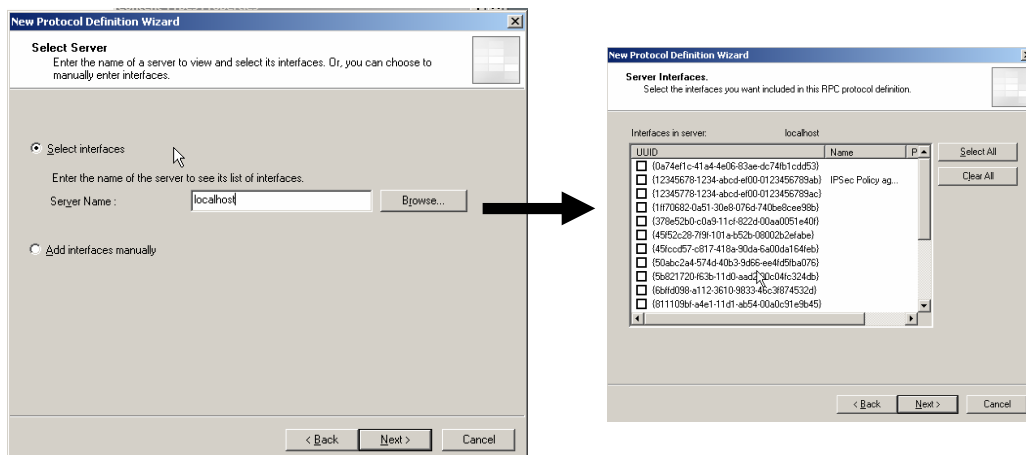 New Protocol Definition Wizard
Select Server
Enter the name of a server to view and select its interfaces. Or, you can choose to
manually enter interfaces.
Select interfaces
Enter the name of the server to see its list of interfaces.
Server Name :
localhost
Browse...
Add interfaces manually
< Back
Next >
Cancel
New Protocol Definition Wizard
Server Interfaces.
Select the interfaces you want included in this RPC protocol definition.
Interfaces in server: localhost
UUID Name P
{0a74ef1c-41a4-4e06-83ae-dc74fb1cdd53}
{12345678-1234-abcd-ef00-0123456789ab} IPSec Policy ag...
{12345778-1234-abcd-ef00-0123456789ac}
{1ff70682-0a51-30e8-076d-740be8cee98b}
{378e52b0-c0a9-11cf-822d-00aa0051e40f}
{45f52c28-7f9f-101a-b52b-08002b2efabe}
{45fccd57-c817-418a-90da-6a00da164feb}
{50abc2a4-574d-40b3-9d66-ee4fd5fba076}
{5b821720-f63b-11d0-aad2-00c04fc324db}
{6bffd098-a112-3610-9833-46c3f874532d}
{811109bf-a4e1-11d1-ab54-00a0c91e9b45}
Select All
Clear All
< Back
Next >
Cancel